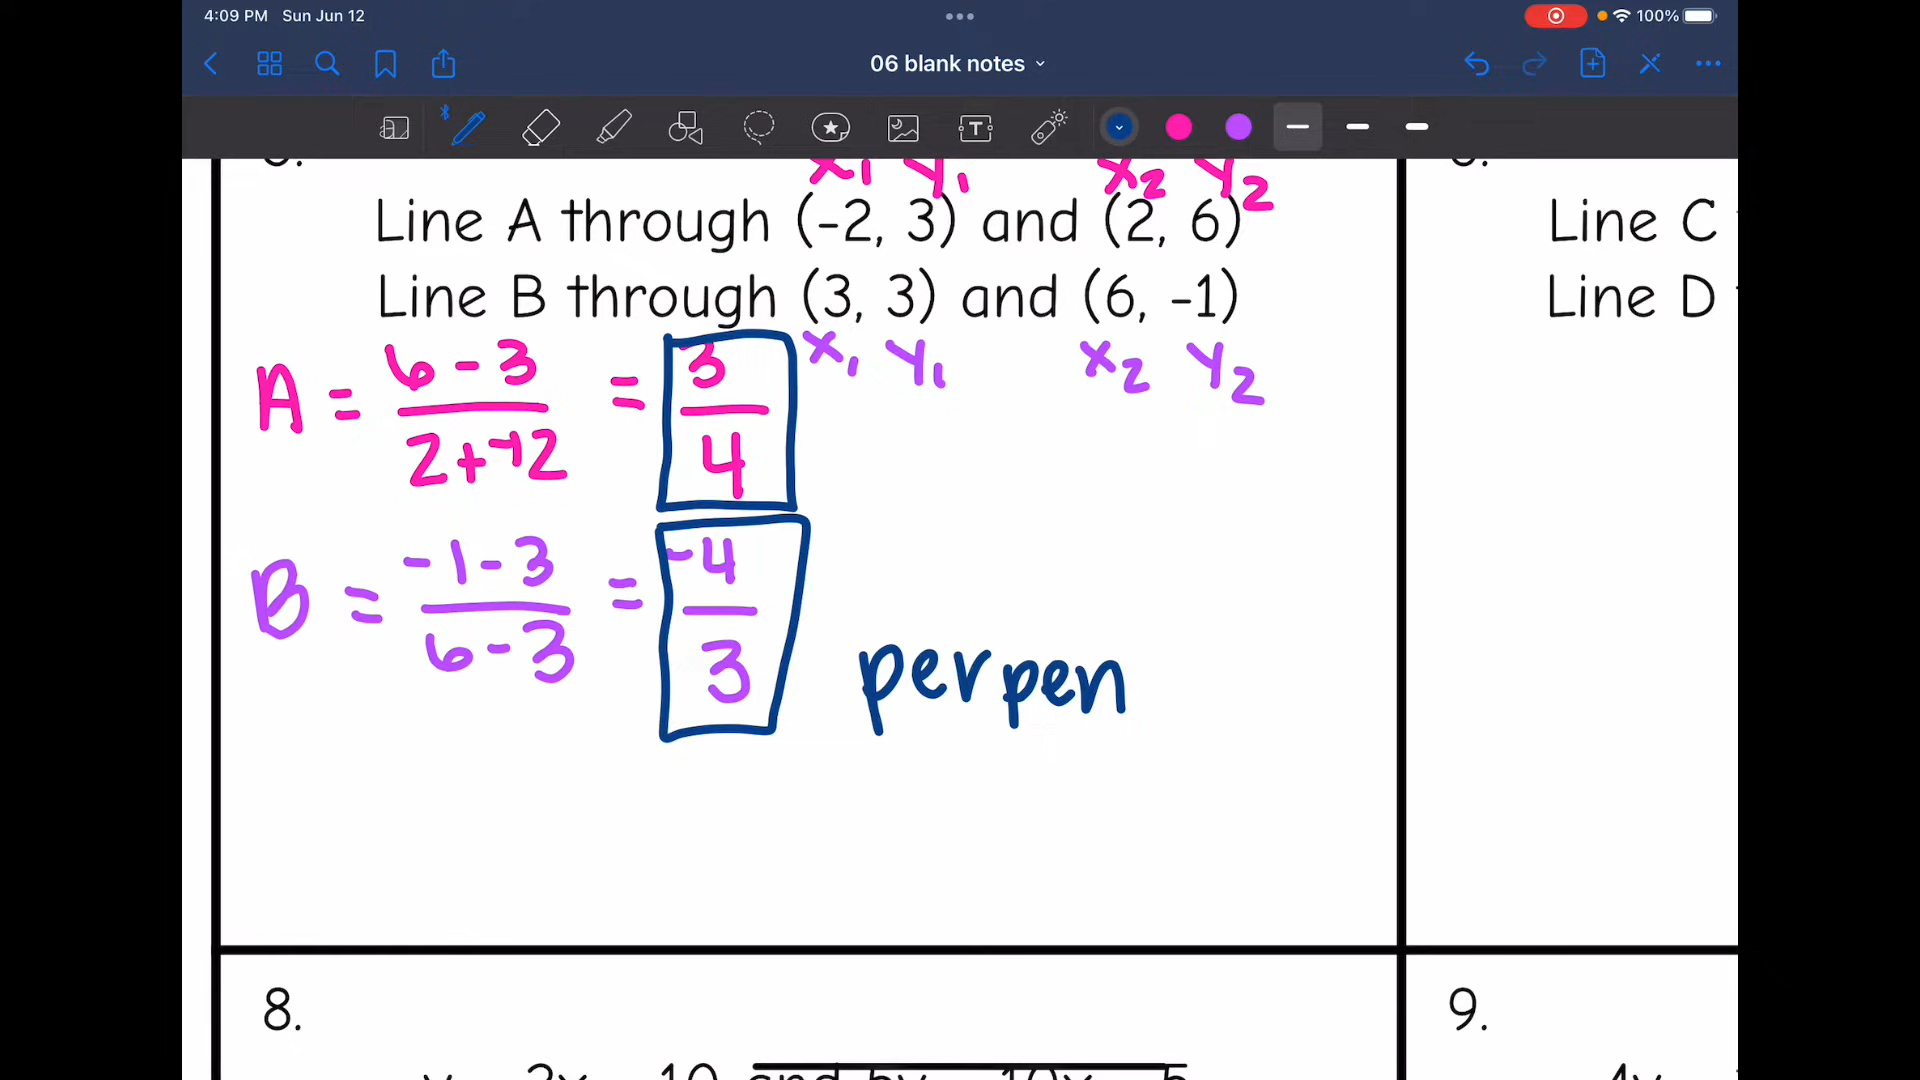 4:09 PM Sun Jun 12
100%
06 blank notes
T
x1 y1 x2 y2
Line A through (-2, 3) and (2, 6)
Line B through (3, 3) and (6, -1)
x1 y1 x2 y2
Line C
Line D
A = 6 - 3 = 3
2 + +2 4
B = -1 - 3 = -4
6 - 3 3
perpen
8.
9.